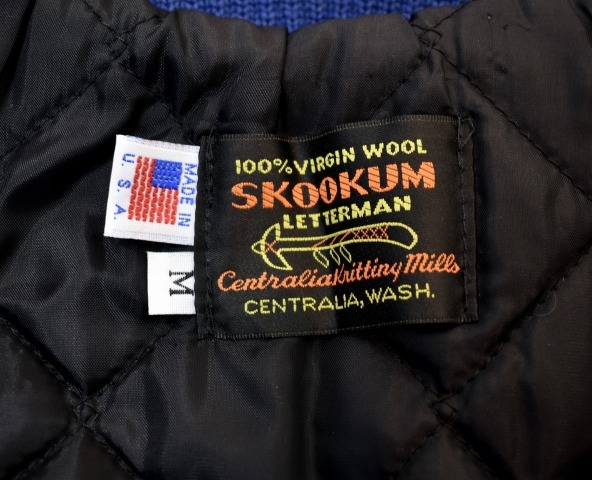 100% VIRGIN WOOL
SKOOKUM
LETTERMAN
Centralia Knitting Mills
CENTRALIA, WASH.
MADE IN
U.S.A.
M